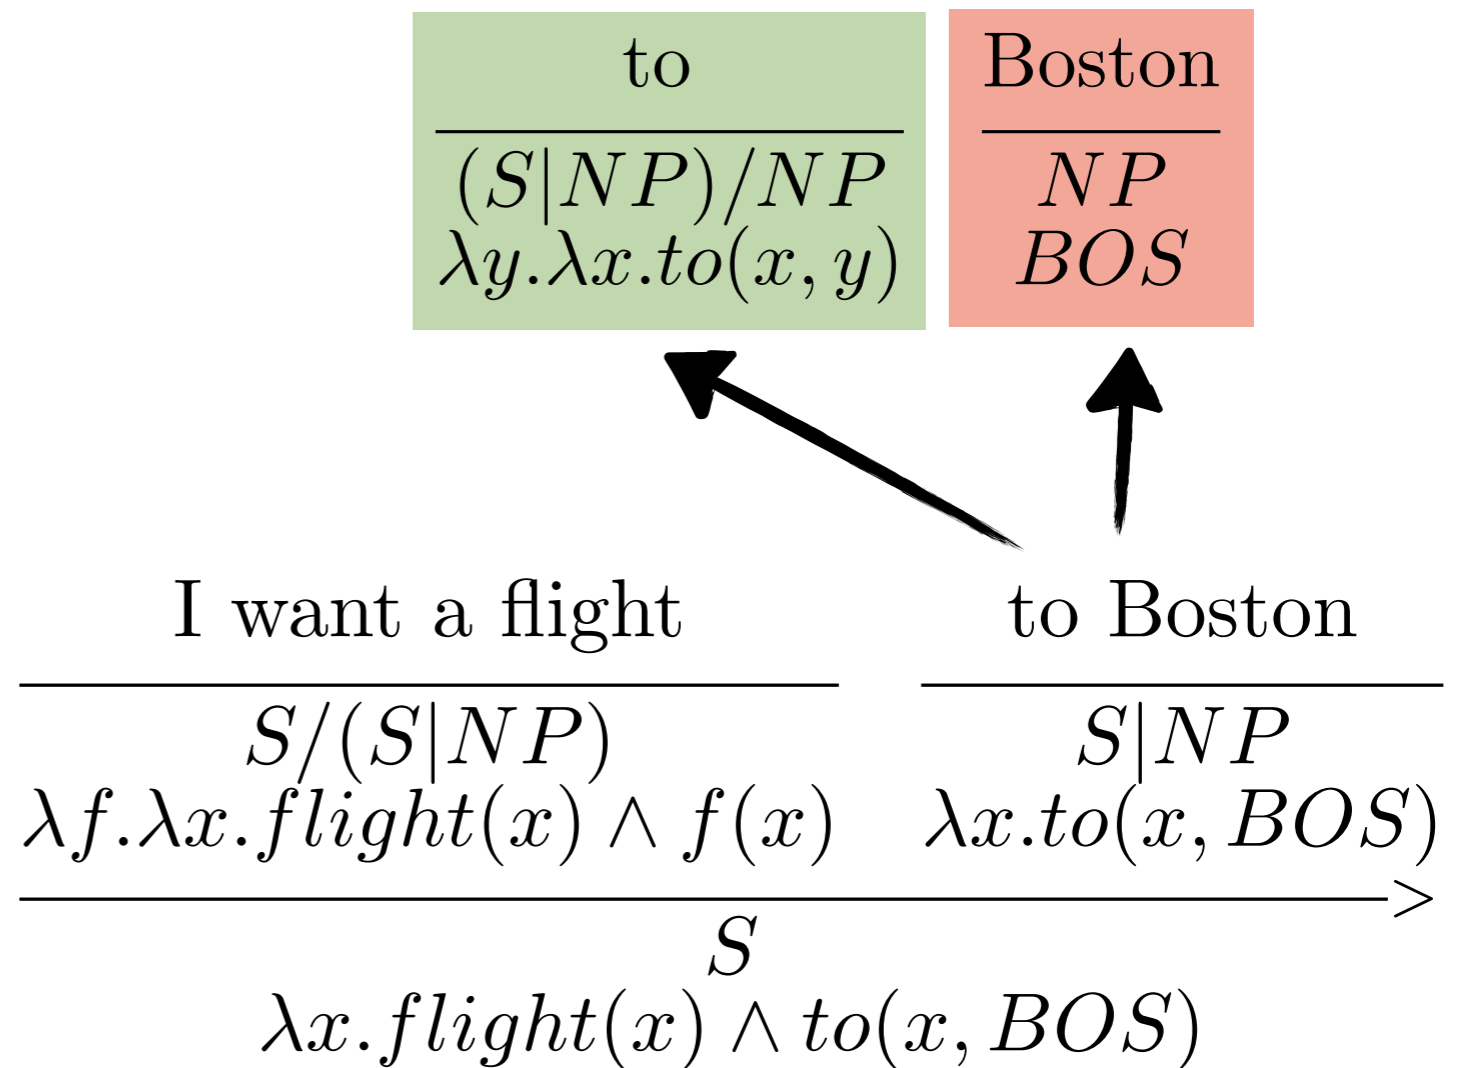 to Boston
(S|NP)/NP NP
λy.λx.to(x, y) BOS
I want a flight to Boston
S/(S|NP) S|NP
λf.λx.flight(x) ∧ f(x) λx.to(x, BOS)
>
S
λx.flight(x) ∧ to(x, BOS)